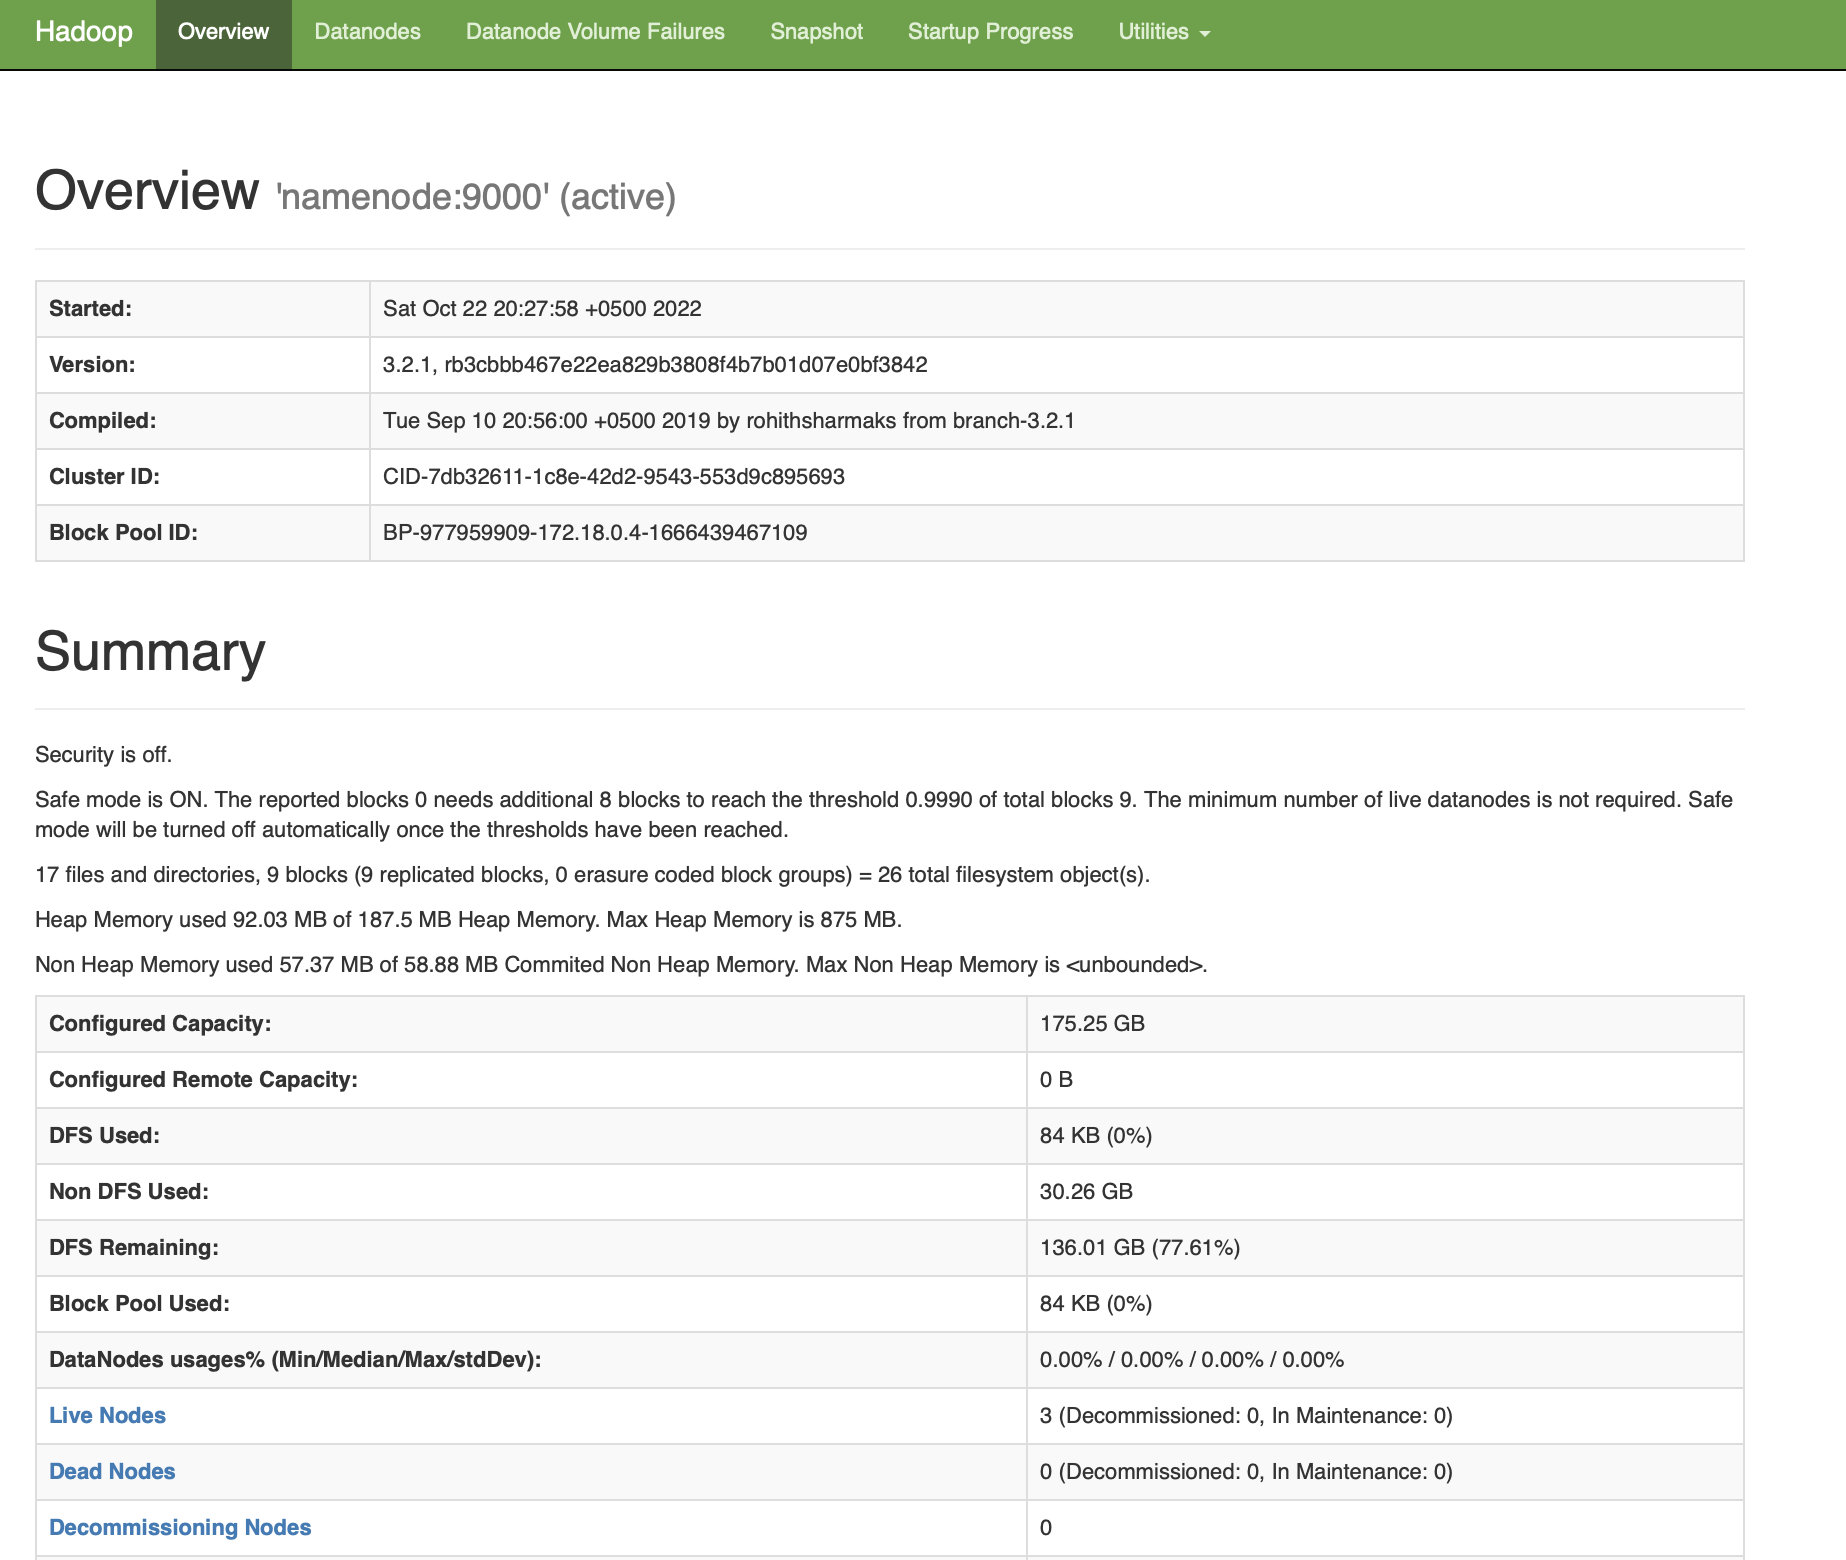 Hadoop Overview Datanodes Datanode Volume Failures Snapshot Startup Progress Utilities
Overview 'namenode:9000' (active)
Started: Sat Oct 22 20:27:58 +0500 2022
Version: 3.2.1, rb3cbbb467e22ea829b3808f4b7b01d07e0bf3842
Compiled: Tue Sep 10 20:56:00 +0500 2019 by rohithsharmaks from branch-3.2.1
Cluster ID: CID-7db32611-1c8e-42d2-9543-553d9c895693
Block Pool ID: BP-977959909-172.18.0.4-1666439467109
Summary
Security is off.
Safe mode is ON. The reported blocks 0 needs additional 8 blocks to reach the threshold 0.9990 of total blocks 9. The minimum number of live datanodes is not required. Safe
mode will be turned off automatically once the thresholds have been reached.
17 files and directories, 9 blocks (9 replicated blocks, 0 erasure coded block groups) = 26 total filesystem object(s).
Heap Memory used 92.03 MB of 187.5 MB Heap Memory. Max Heap Memory is 875 MB.
Non Heap Memory used 57.37 MB of 58.88 MB Commited Non Heap Memory. Max Non Heap Memory is <unbounded>.
Configured Capacity: 175.25 GB
Configured Remote Capacity: 0 B
DFS Used: 84 KB (0%)
Non DFS Used: 30.26 GB
DFS Remaining: 136.01 GB (77.61%)
Block Pool Used: 84 KB (0%)
DataNodes usages% (Min/Median/Max/stdDev): 0.00% / 0.00% / 0.00% / 0.00%
Live Nodes 3 (Decommissioned: 0, In Maintenance: 0)
Dead Nodes 0 (Decommissioned: 0, In Maintenance: 0)
Decommissioning Nodes 0